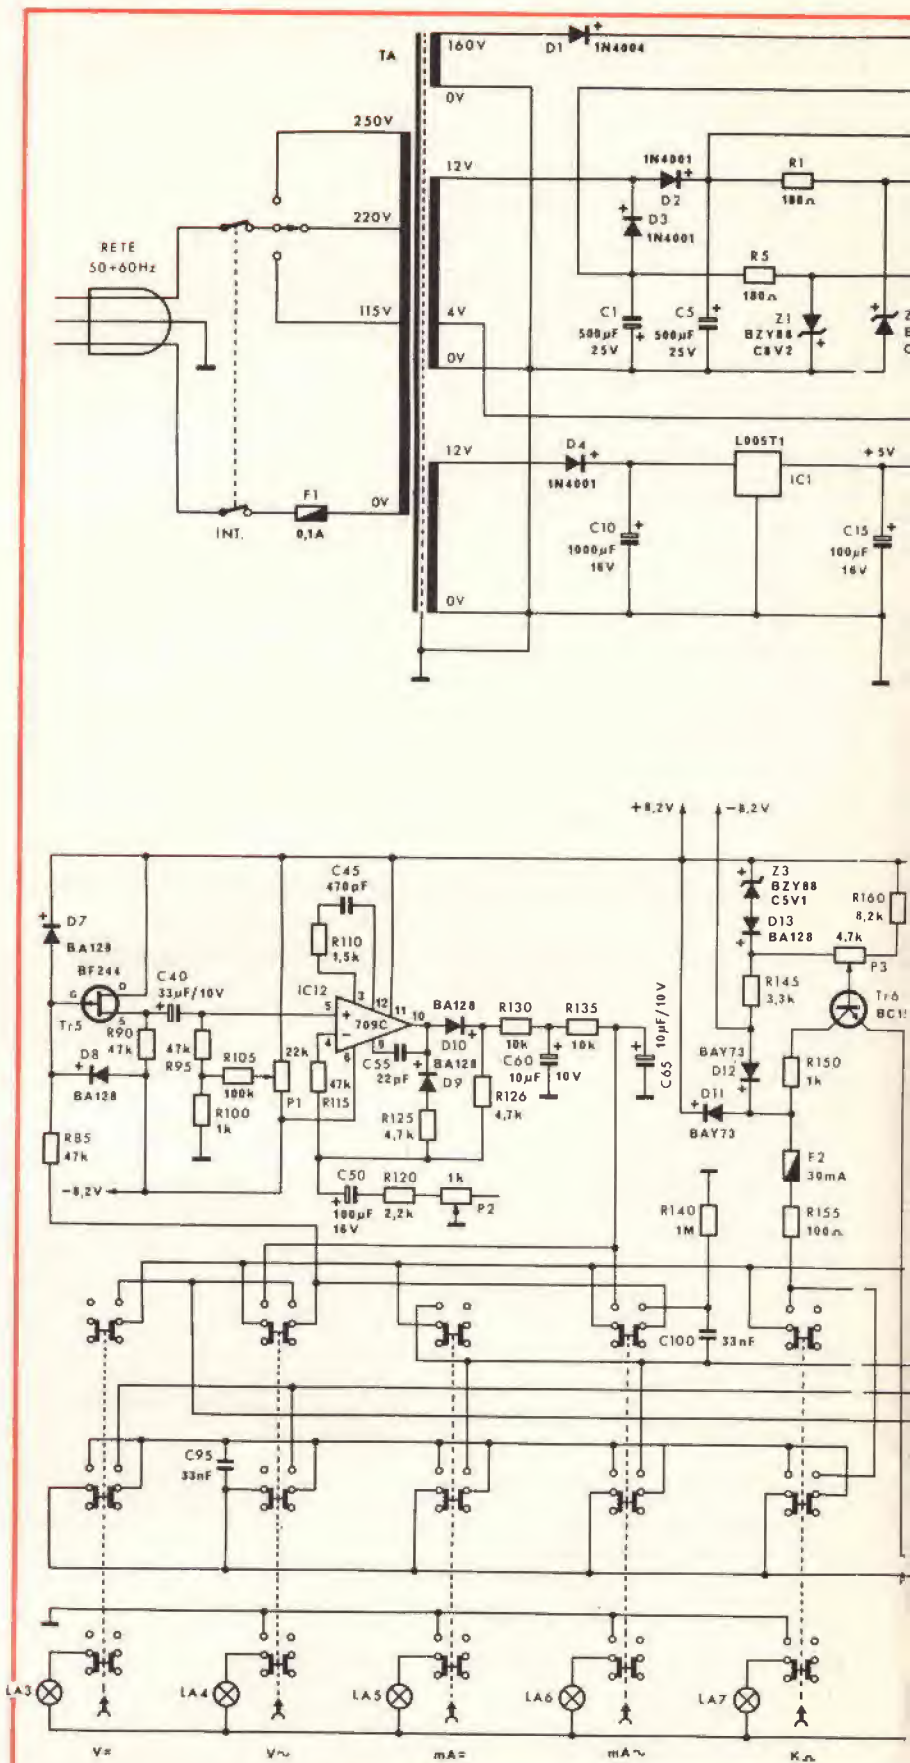 TA
160V
D1
1N4004
0V
250V
12V
1N4001
D2
R1
180Ω
220V
D3
1N4001
RETE
50÷60Hz
R5
180Ω
115V
4V
C1
500µF
25V
C5
500µF
25V
Z1
BZY88
C8V2
0V
12V
D4
1N4001
L005T1
IC1
+5V
0V
F1
0,1A
INT.
C10
1000µF
16V
C15
100µF
16V
0V
+8,2V
-8,2V
C45
470pF
Z3
BZY88
C5V1
D7
BA128
R110
1,5k
D13
BA128
R160
8,2k
4,7k
P3
BF244
G
D
S
Tr5
C40
33µF/10V
IC12
709C
3
12
11
5
4
6
9
10
BA128
D10
R130
10k
R135
10k
10µF/10V
C65
R145
3,3k
Tr6
R90
47k
47k
R95
22k
P1
R105
100k
R100
1k
47k
R115
C55
22pF
BA128
D9
C60
10µF
10V
R126
4,7k
R125
4,7k
BAY73
D12
D11
BAY73
R150
1k
D8
BA128
R85
47k
-8,2V
C50
100µF
16V
R120
2,2k
1k
P2
R140
1M
F2
30mA
R155
100Ω
C100
33nF
C95
33nF
LA3
LA4
LA5
LA6
LA7
V=
V~
mA=
mA~
KΩ